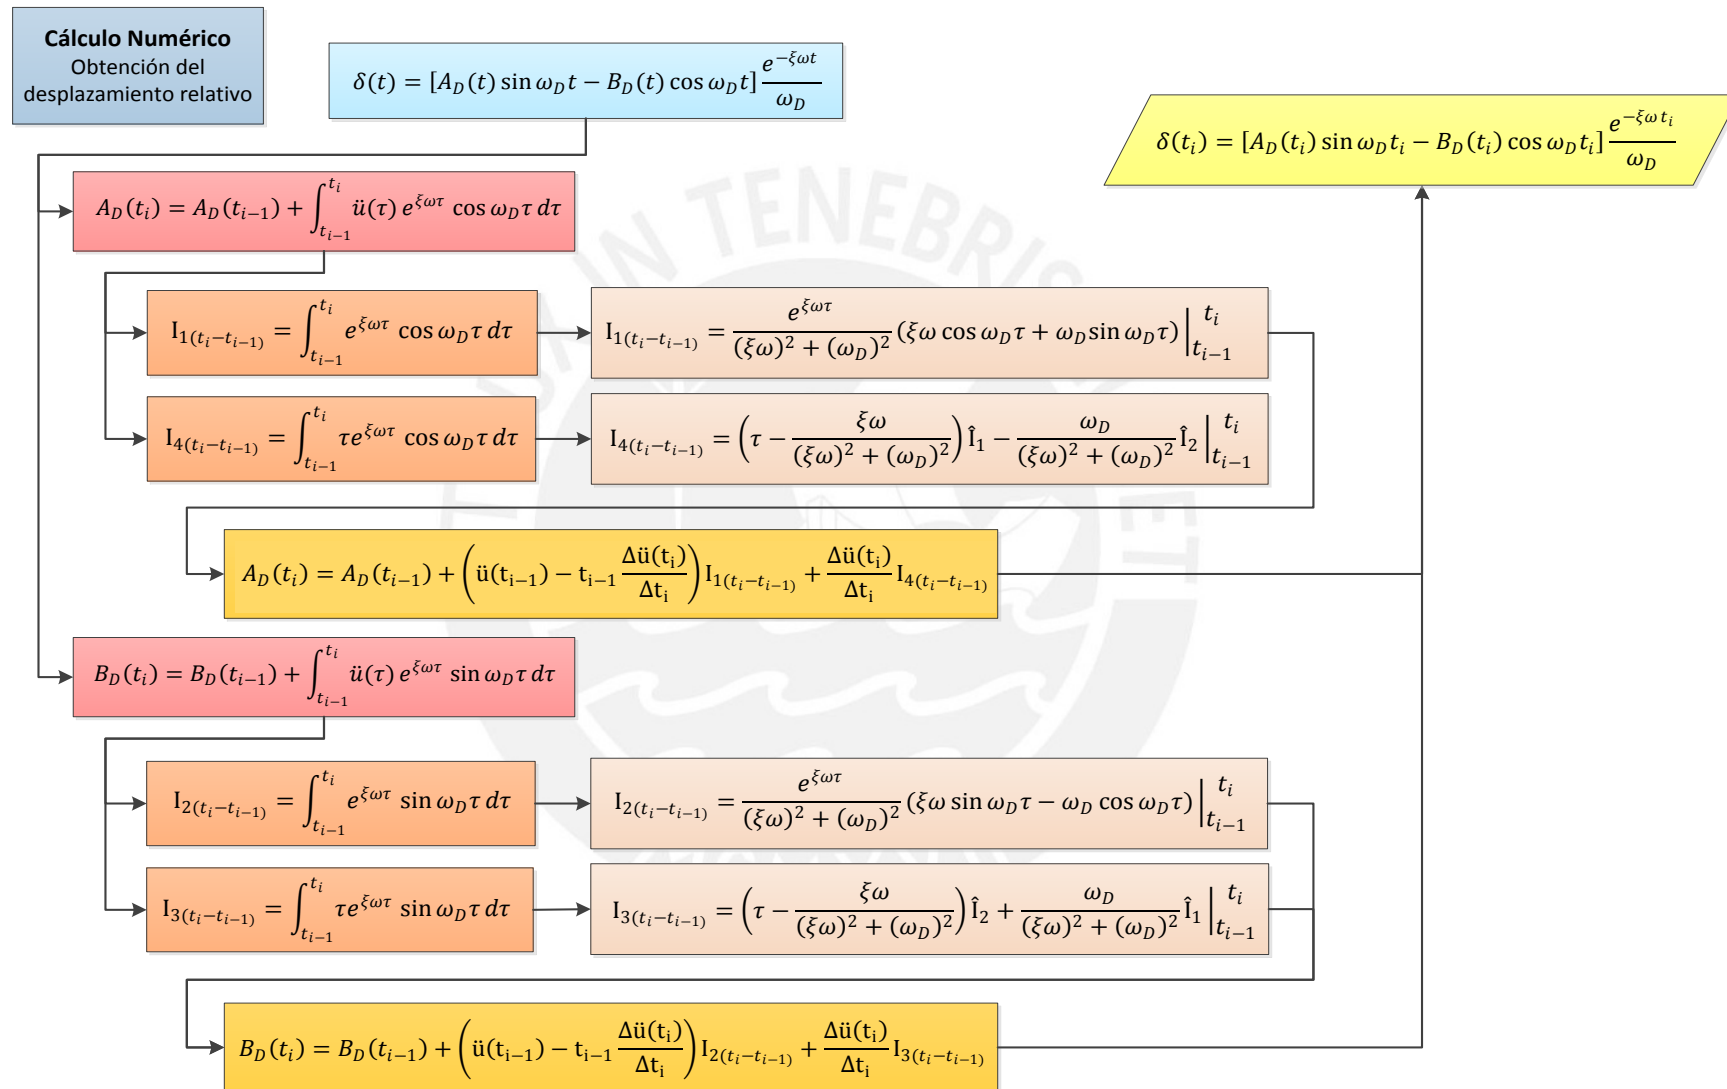 Cálculo Numérico
Obtención del
desplazamiento relativo
δ(t) = [A_D(t) sin ω_D t − B_D(t) cos ω_D t] e^{−ξωt} / ω_D
δ(t_i) = [A_D(t_i) sin ω_D t_i − B_D(t_i) cos ω_D t_i] e^{−ξω t_i} / ω_D
A_D(t_i) = A_D(t_{i−1}) + ∫_{t_{i−1}}^{t_i} ü(τ) e^{ξωτ} cos ω_D τ dτ
I_{1(t_i−t_{i−1})} = ∫_{t_{i−1}}^{t_i} e^{ξωτ} cos ω_D τ dτ
I_{1(t_i−t_{i−1})} = e^{ξωτ} / ((ξω)² + (ω_D)²) (ξω cos ω_D τ + ω_D sin ω_D τ) |_{t_{i−1}}^{t_i}
I_{4(t_i−t_{i−1})} = ∫_{t_{i−1}}^{t_i} τe^{ξωτ} cos ω_D τ dτ
I_{4(t_i−t_{i−1})} = (τ − ξω / ((ξω)² + (ω_D)²)) Î_1 − ω_D / ((ξω)² + (ω_D)²) Î_2 |_{t_{i−1}}^{t_i}
A_D(t_i) = A_D(t_{i−1}) + (ü(t_{i−1}) − t_{i−1} Δü(t_i) / Δt_i) I_{1(t_i−t_{i−1})} + Δü(t_i) / Δt_i I_{4(t_i−t_{i−1})}
B_D(t_i) = B_D(t_{i−1}) + ∫_{t_{i−1}}^{t_i} ü(τ) e^{ξωτ} sin ω_D τ dτ
I_{2(t_i−t_{i−1})} = ∫_{t_{i−1}}^{t_i} e^{ξωτ} sin ω_D τ dτ
I_{2(t_i−t_{i−1})} = e^{ξωτ} / ((ξω)² + (ω_D)²) (ξω sin ω_D τ − ω_D cos ω_D τ) |_{t_{i−1}}^{t_i}
I_{3(t_i−t_{i−1})} = ∫_{t_{i−1}}^{t_i} τe^{ξωτ} sin ω_D τ dτ
I_{3(t_i−t_{i−1})} = (τ − ξω / ((ξω)² + (ω_D)²)) Î_2 + ω_D / ((ξω)² + (ω_D)²) Î_1 |_{t_{i−1}}^{t_i}
B_D(t_i) = B_D(t_{i−1}) + (ü(t_{i−1}) − t_{i−1} Δü(t_i) / Δt_i) I_{2(t_i−t_{i−1})} + Δü(t_i) / Δt_i I_{3(t_i−t_{i−1})}
IN TENEBRIS
ET